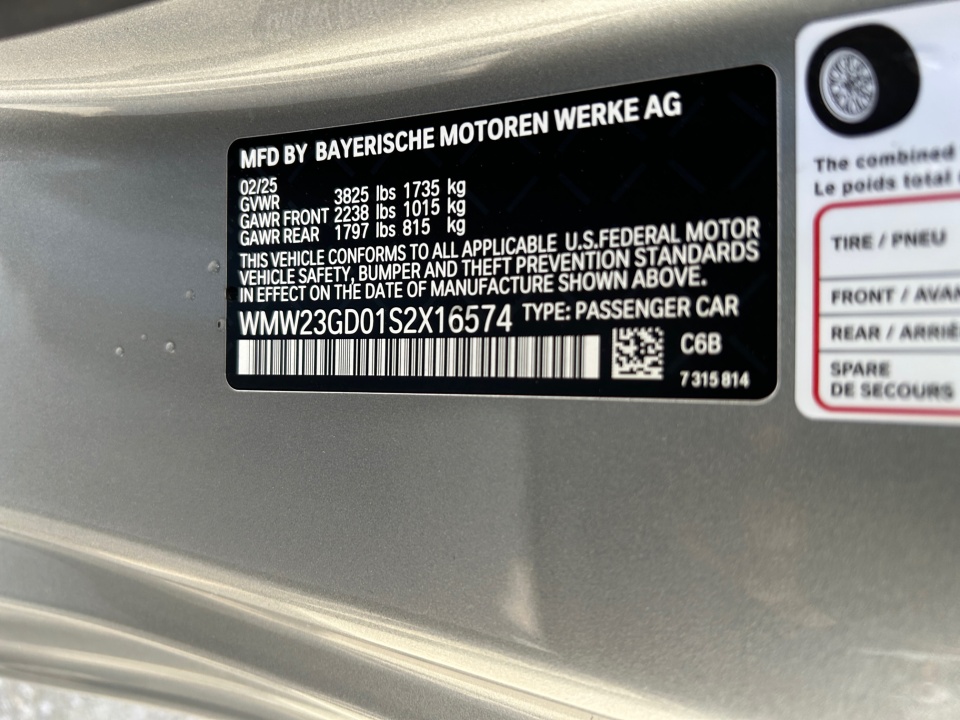 MFD BY BAYERISCHE MOTOREN WERKE AG
02/25
GVWR 3825 lbs 1735 kg
GAWR FRONT 2238 lbs 1015 kg
GAWR REAR 1797 lbs 815 kg
THIS VEHICLE CONFORMS TO ALL APPLICABLE U.S.FEDERAL MOTOR
VEHICLE SAFETY, BUMPER AND THEFT PREVENTION STANDARDS
IN EFFECT ON THE DATE OF MANUFACTURE SHOWN ABOVE.
WMW23GD01S2X16574 TYPE: PASSENGER CAR
C6B
7 315 814
The combined
Le poids total
TIRE / PNEU
FRONT / AVAN
REAR / ARRIÈ
SPARE
DE SECOURS